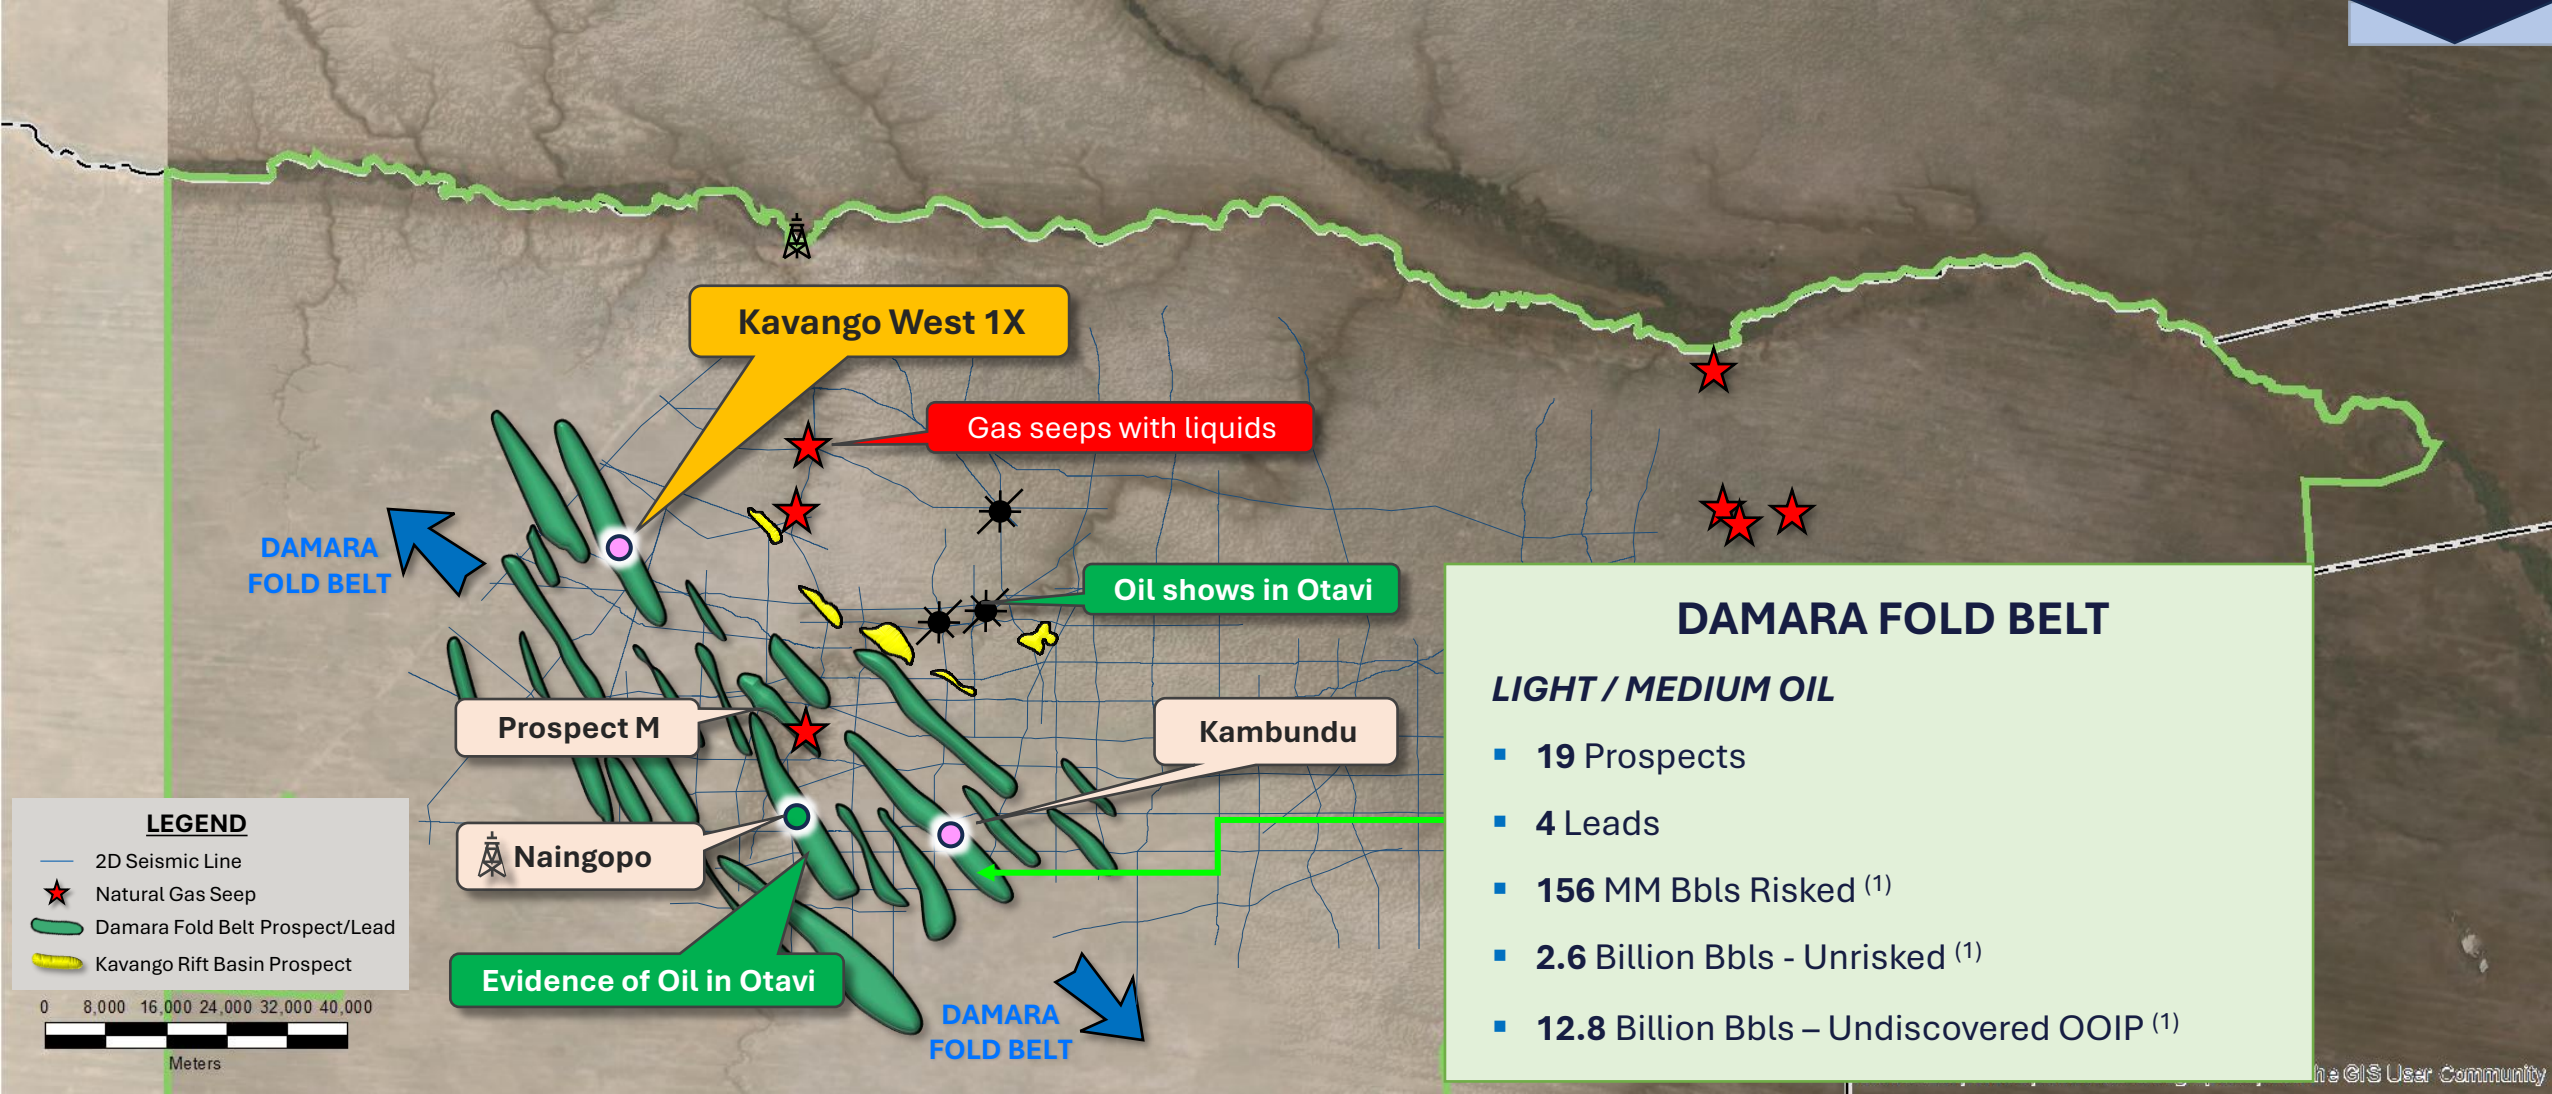 Kavango West 1X
Gas seeps with liquids
DAMARA
FOLD BELT
Oil shows in Otavi
Prospect M
Kambundu
Naingopo
Evidence of Oil in Otavi
DAMARA
FOLD BELT
LEGEND
2D Seismic Line
Natural Gas Seep
Damara Fold Belt Prospect/Lead
Kavango Rift Basin Prospect
0 8,000 16,000 24,000 32,000 40,000
Meters
DAMARA FOLD BELT
LIGHT / MEDIUM OIL
▪ 19 Prospects
▪ 4 Leads
▪ 156 MM Bbls Risked (1)
▪ 2.6 Billion Bbls - Unrisked (1)
▪ 12.8 Billion Bbls – Undiscovered OOIP (1)
GIS User Community